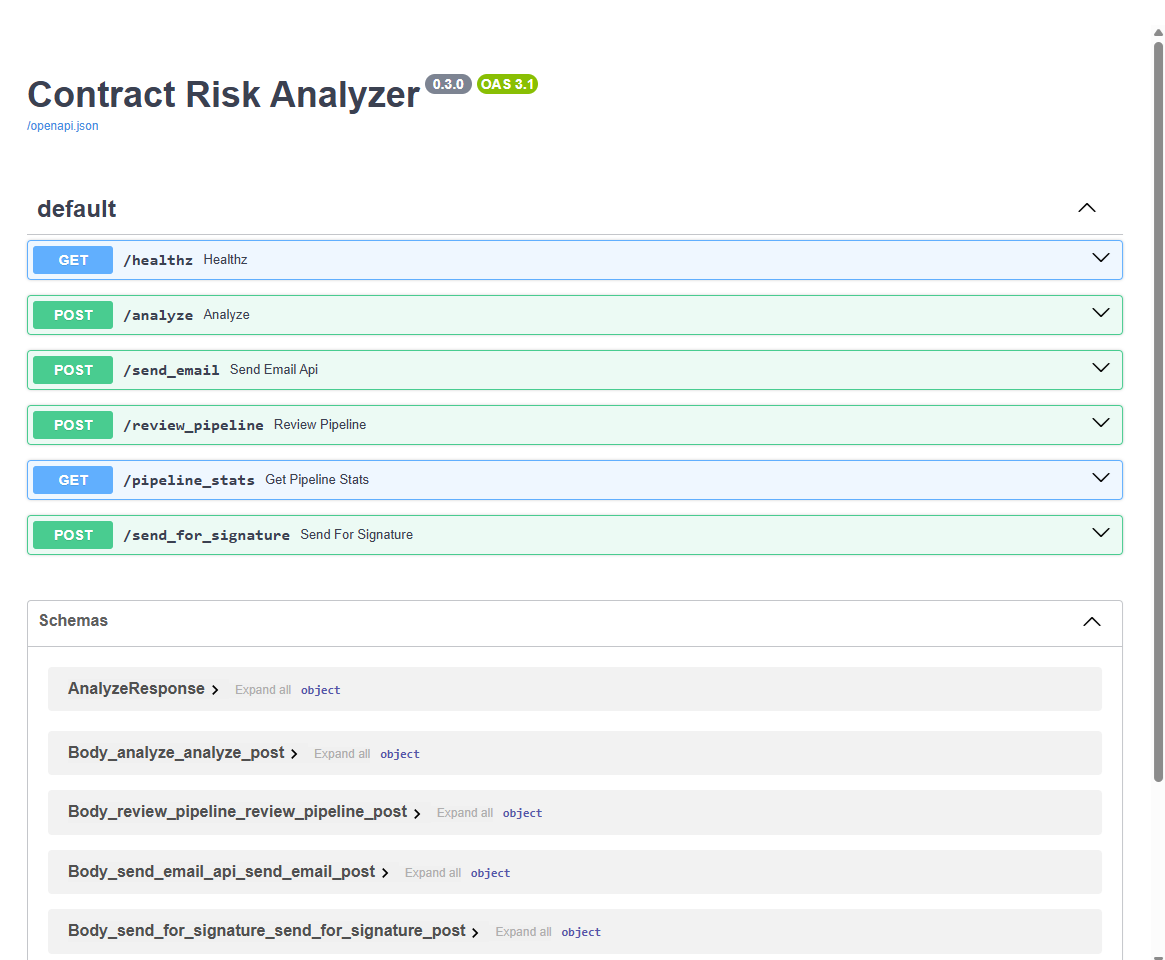 Contract Risk Analyzer 0.3.0 OAS 3.1
/openapi.json
default
GET /healthz Healthz
POST /analyze Analyze
POST /send_email Send Email Api
POST /review_pipeline Review Pipeline
GET /pipeline_stats Get Pipeline Stats
POST /send_for_signature Send For Signature
Schemas
AnalyzeResponse Expand all object
Body_analyze_analyze_post Expand all object
Body_review_pipeline_review_pipeline_post Expand all object
Body_send_email_api_send_email_post Expand all object
Body_send_for_signature_send_for_signature_post Expand all object